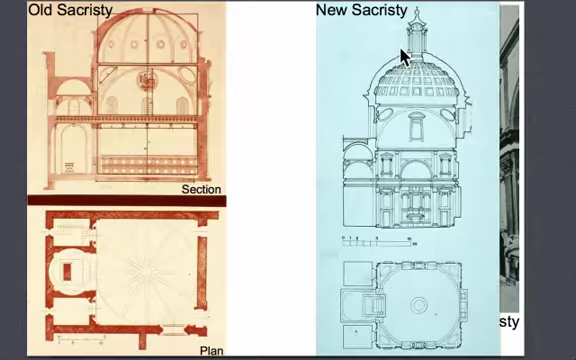 Old Sacristy
New Sacristy
Section
Plan
sty